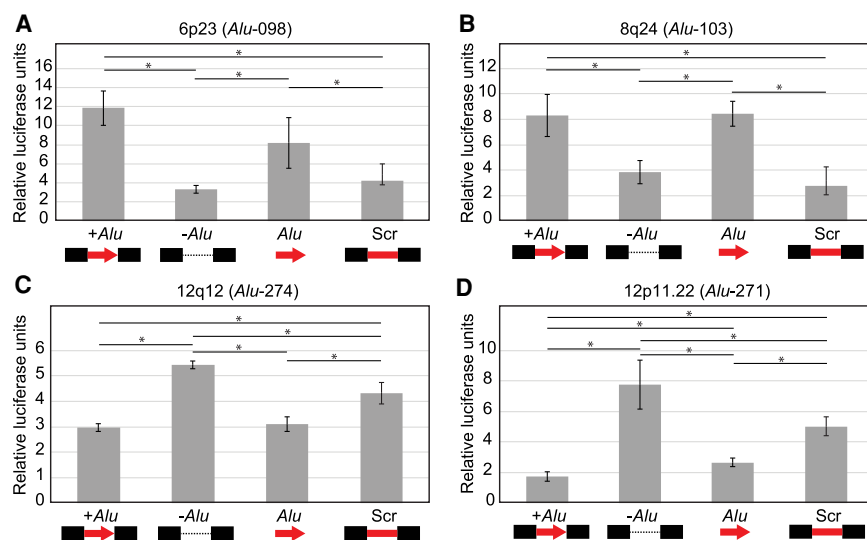 A
6p23 (Alu-098)
Relative luciferase units
16
14
12
10
8
6
4
2
0
* * * *
+Alu -Alu Alu Scr
B
8q24 (Alu-103)
Relative luciferase units
12
10
8
6
4
2
0
* * * *
+Alu -Alu Alu Scr
C
12q12 (Alu-274)
Relative luciferase units
6
5
4
3
2
1
0
* * * * *
+Alu -Alu Alu Scr
D
12p11.22 (Alu-271)
Relative luciferase units
10
8
6
4
2
0
* * * * * *
+Alu -Alu Alu Scr